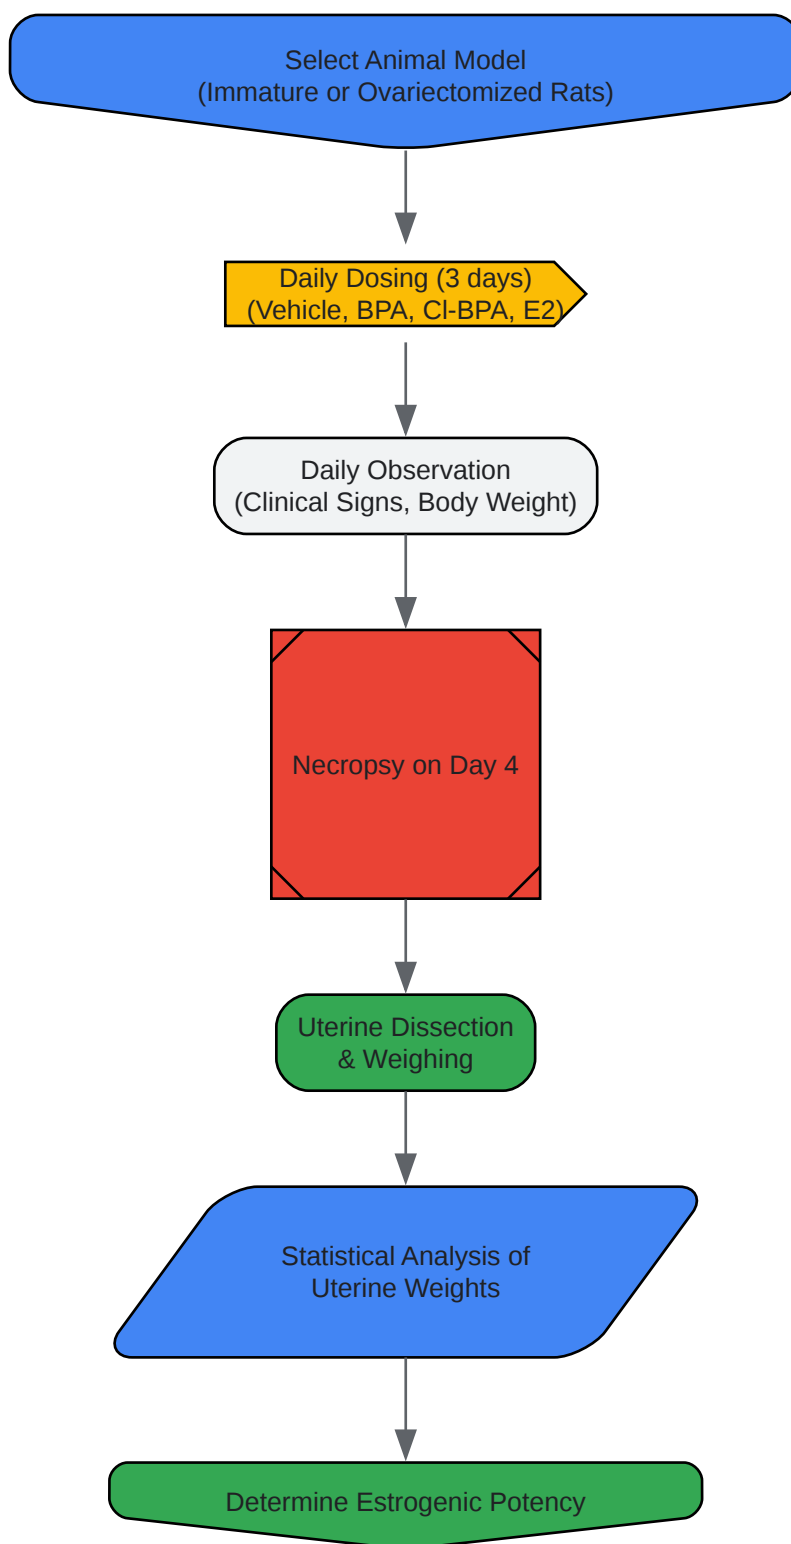 Select Animal Model
(Immature or Ovariectomized Rats)
Daily Dosing (3 days)
(Vehicle, BPA, Cl-BPA, E2)
Daily Observation
(Clinical Signs, Body Weight)
Necropsy on Day 4
Uterine Dissection
& Weighing
Statistical Analysis of
Uterine Weights
Determine Estrogenic Potency